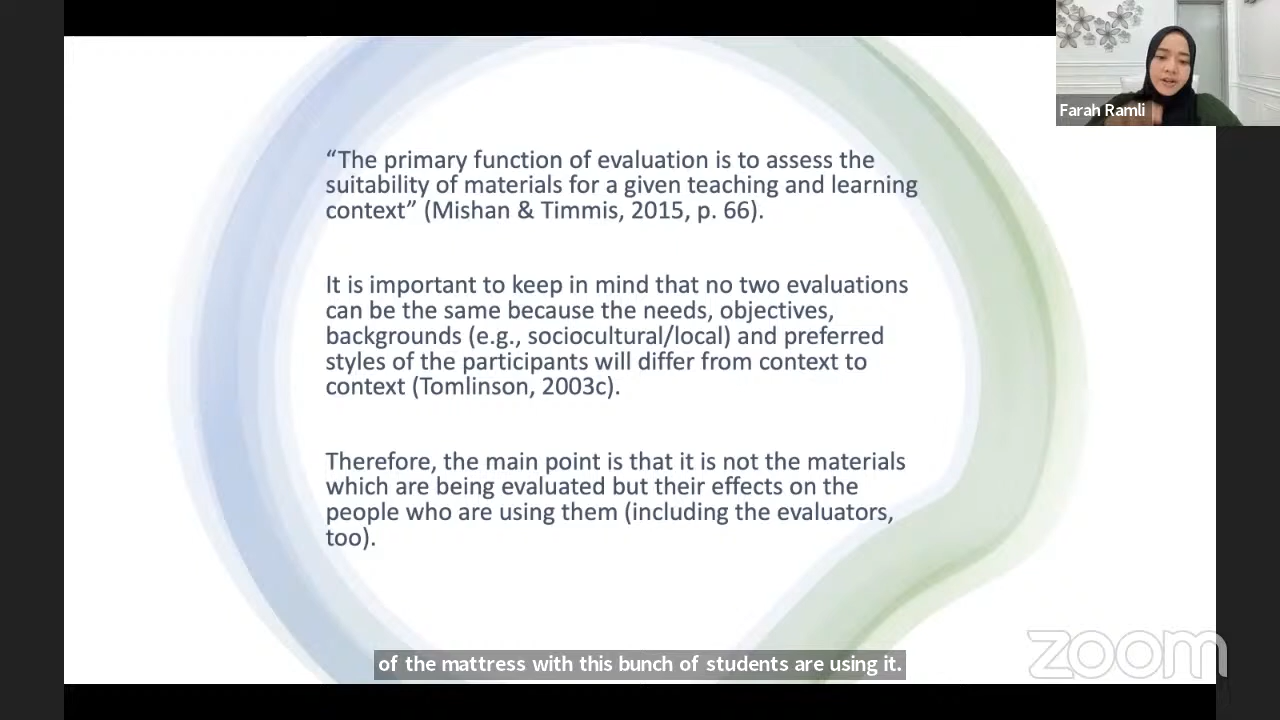 Farah Ramli
“The primary function of evaluation is to assess the
suitability of materials for a given teaching and learning
context” (Mishan & Timmis, 2015, p. 66).
It is important to keep in mind that no two evaluations
can be the same because the needs, objectives,
backgrounds (e.g., sociocultural/local) and preferred
styles of the participants will differ from context to
context (Tomlinson, 2003c).
Therefore, the main point is that it is not the materials
which are being evaluated but their effects on the
people who are using them (including the evaluators,
too).
of the mattress with this bunch of students are using it.
zoom